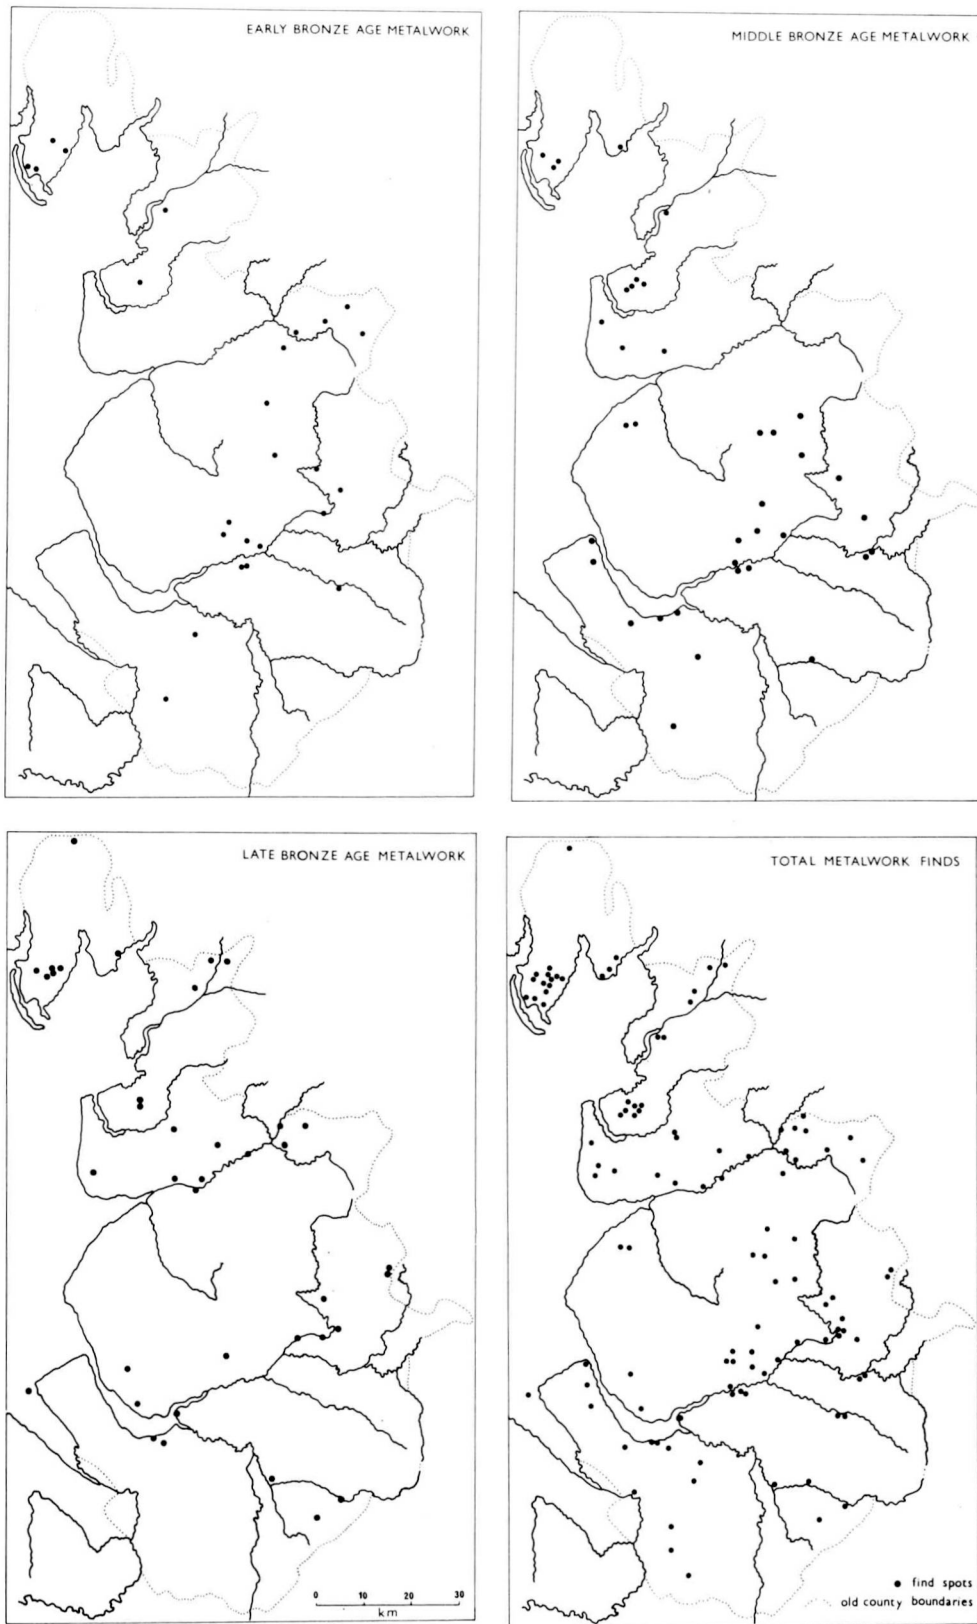 EARLY BRONZE AGE METALWORK
MIDDLE BRONZE AGE METALWORK
LATE BRONZE AGE METALWORK
0 10 20 30
km
TOTAL METALWORK FINDS
find spots
old county boundaries